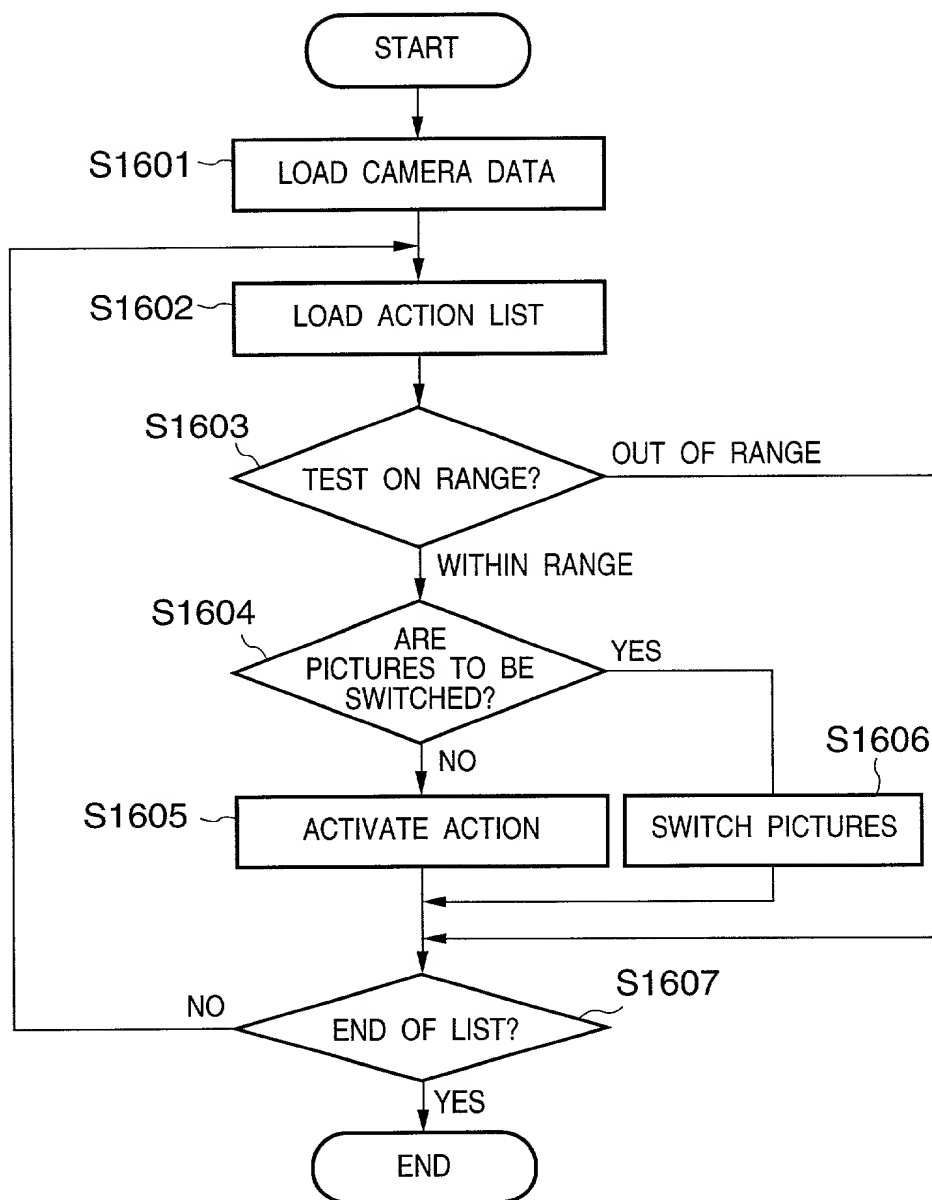 START
S1601
LOAD CAMERA DATA
S1602
LOAD ACTION LIST
S1603
TEST ON RANGE?
OUT OF RANGE
WITHIN RANGE
S1604
ARE
PICTURES TO BE
SWITCHED?
YES
NO
S1605
ACTIVATE ACTION
S1606
SWITCH PICTURES
S1607
END OF LIST?
NO
YES
END